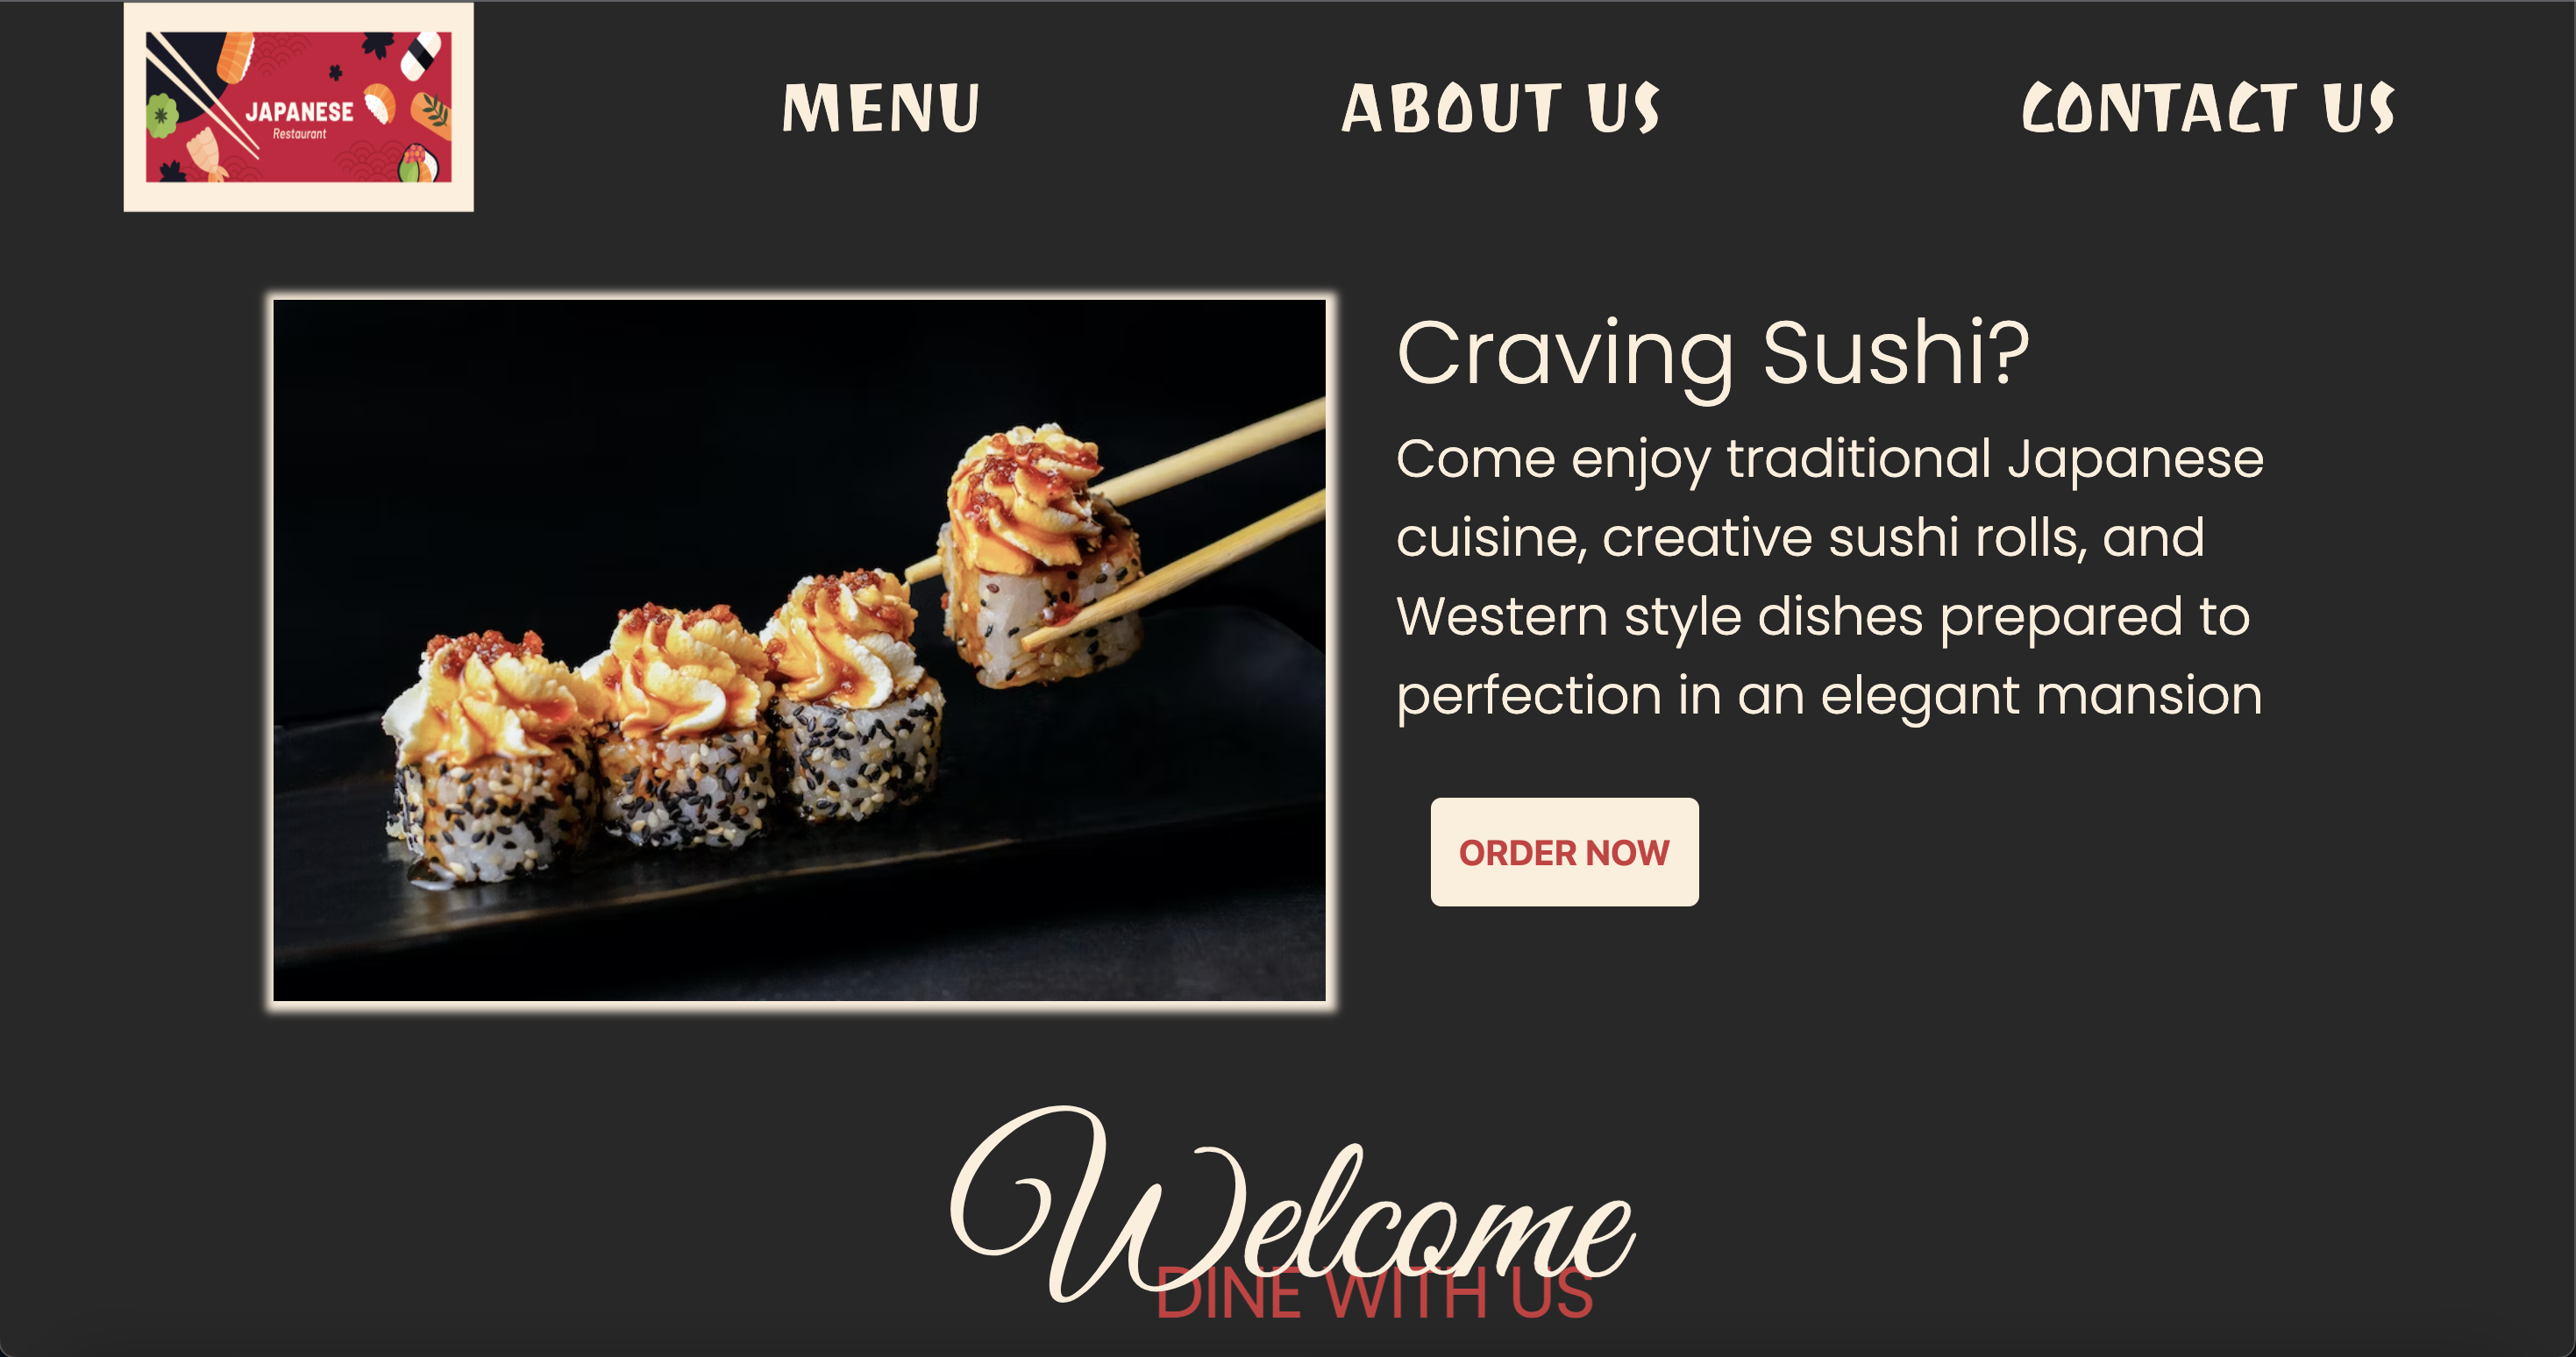 JAPANESE
Restaurant
MENU
ABOUT US
CONTACT US
Craving Sushi?
Come enjoy traditional Japanese
cuisine, creative sushi rolls, and
Western style dishes prepared to
perfection in an elegant mansion
ORDER NOW
Welcome
DINE WITH US